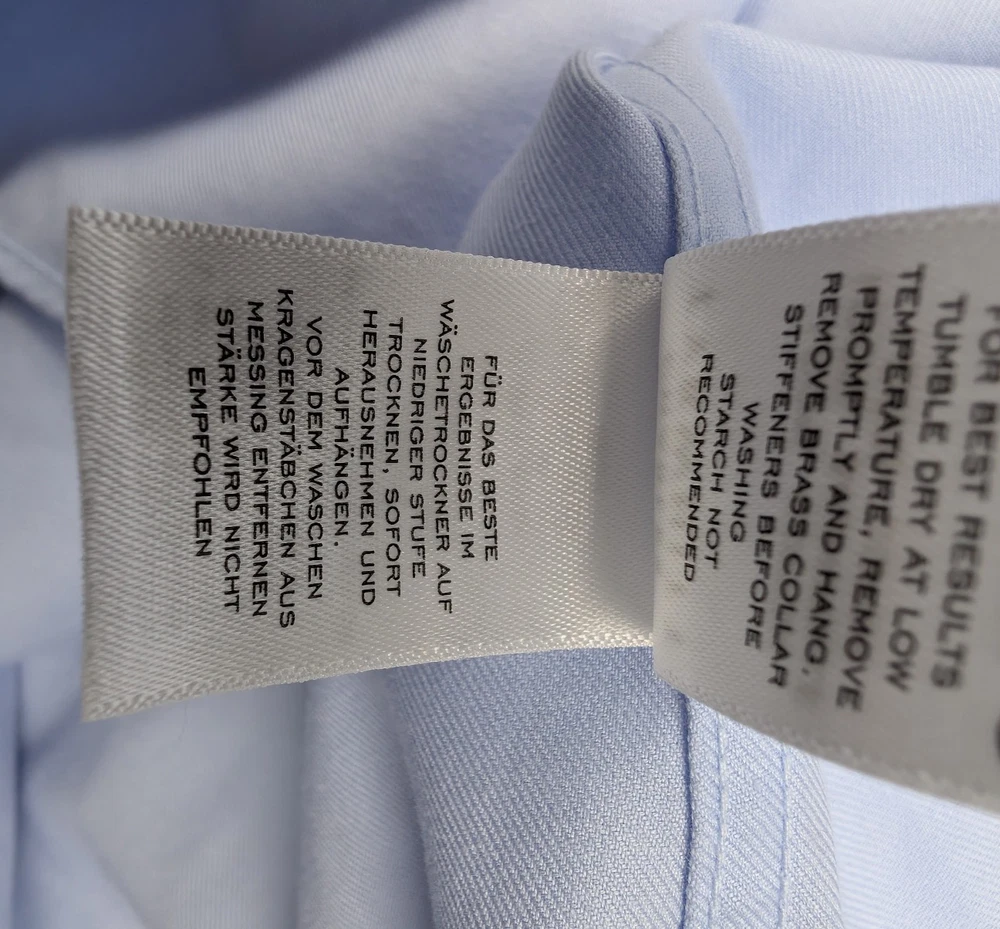 FOR BEST RESULTS
TUMBLE DRY AT LOW
TEMPERATURE, REMOVE
PROMPTLY AND HANG.
REMOVE BRASS COLLAR
STIFFENERS BEFORE
WASHING
STARCH NOT
RECOMMENDED
FÜR DAS BESTE
ERGEBNISSE IM
WÄSCHETROCKNER AUF
NIEDRIGER STUFE
TROCKNEN, SOFORT
HERAUSNEHMEN UND
AUFHÄNGEN.
VOR DEM WASCHEN
KRAGENSTÄBCHEN AUS
MESSING ENTFERNEN
STÄRKE WIRD NICHT
EMPFOHLEN